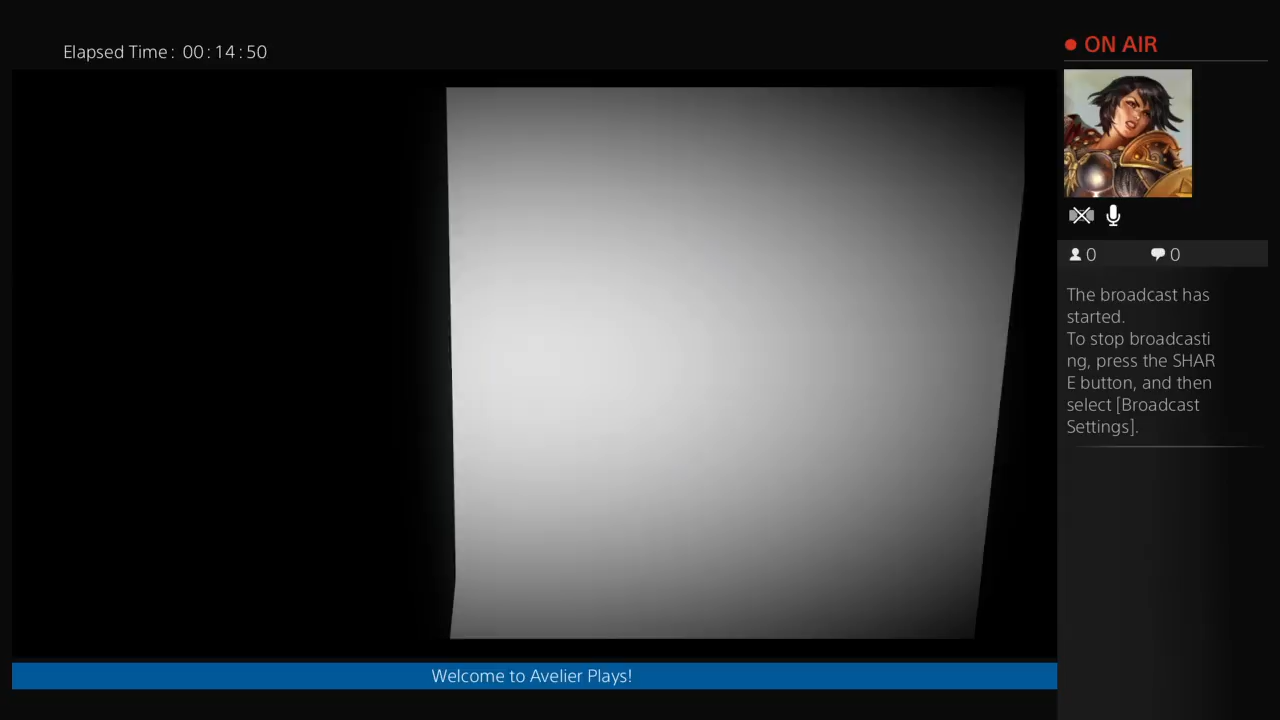 Elapsed Time: 00:14:50
ON AIR
0 0
The broadcast has
started.
To stop broadcasti
ng, press the SHAR
E button, and then
select [Broadcast
Settings].
Welcome to Avelier Plays!